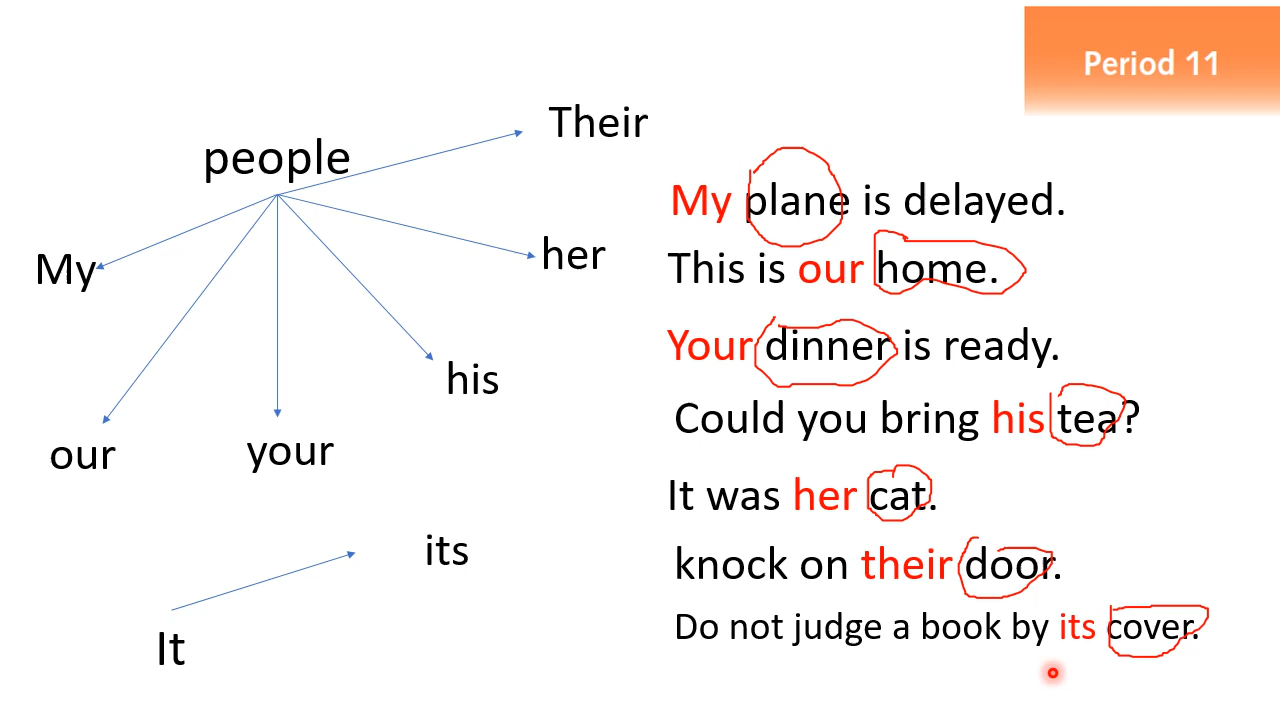 Period 11
people
Their
My
her
his
our
your
its
It
My plane is delayed.
This is our home.
Your dinner is ready.
Could you bring his tea?
It was her cat.
knock on their door.
Do not judge a book by its cover.